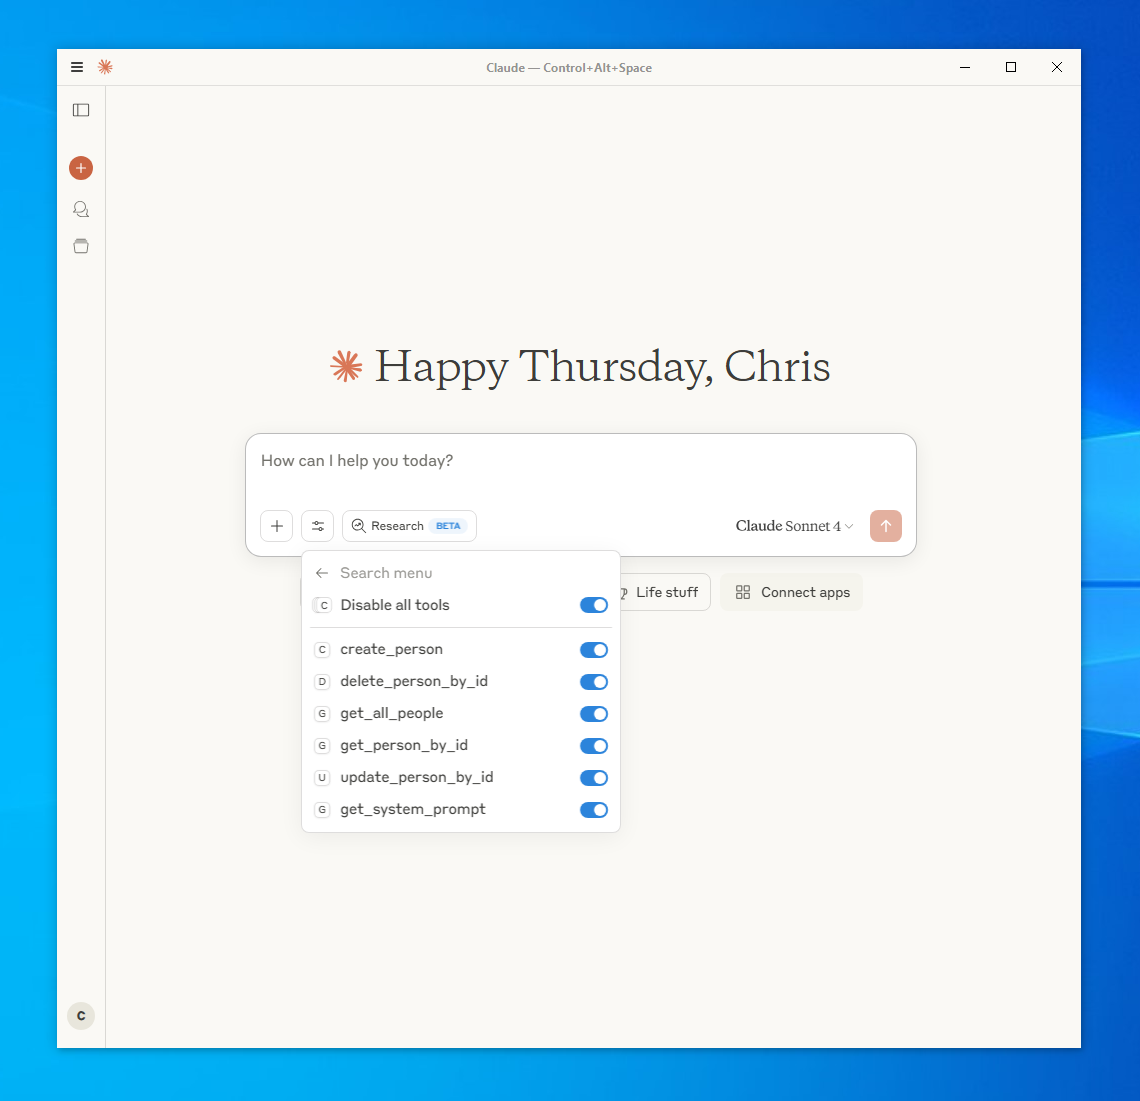 Claude — Control+Alt+Space
Happy Thursday, Chris
How can I help you today?
Research BETA
Claude Sonnet 4
Search menu
C Disable all tools
Life stuff
Connect apps
C create_person
D delete_person_by_id
G get_all_people
G get_person_by_id
U update_person_by_id
G get_system_prompt
C